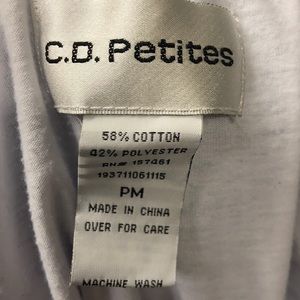 C.D. Petites
58% COTTON
42% POLYESTER
RN# 157461
193711061115
PM
MADE IN CHINA
OVER FOR CARE
MACHINE WASH